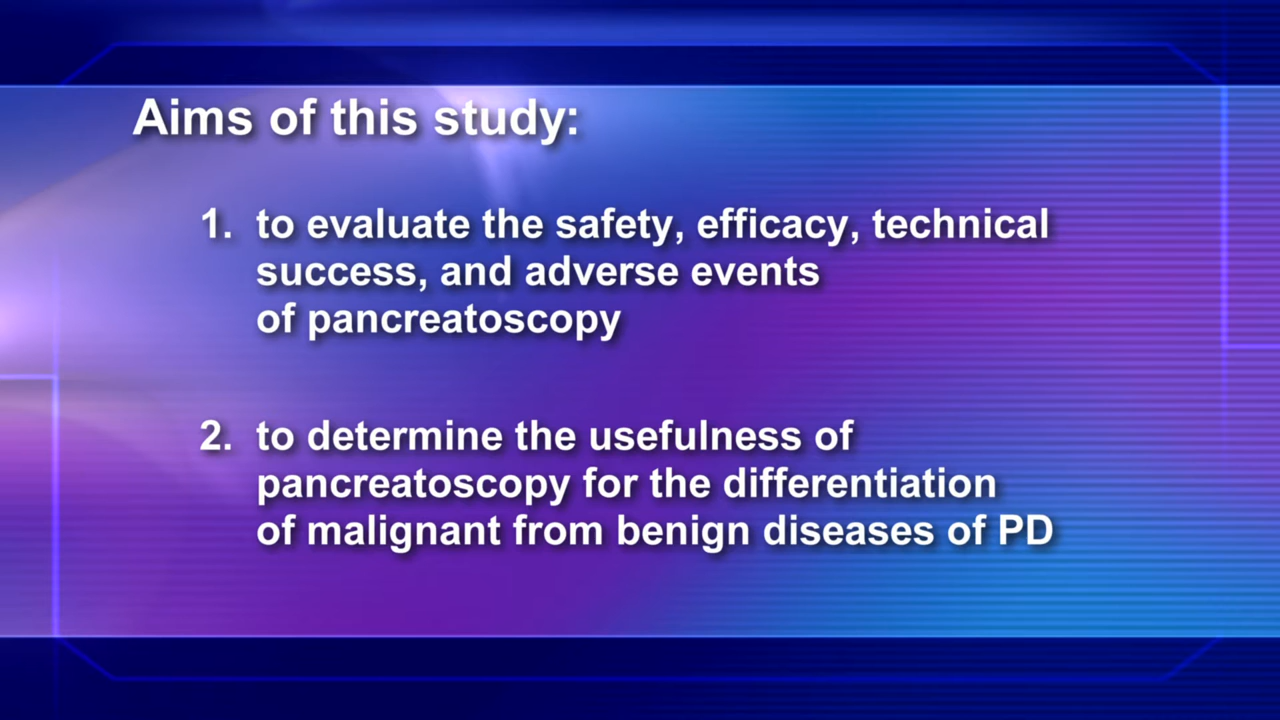 Aims of this study:
1. to evaluate the safety, efficacy, technical
success, and adverse events
of pancreatoscopy
2. to determine the usefulness of
pancreatoscopy for the differentiation
of malignant from benign diseases of PD